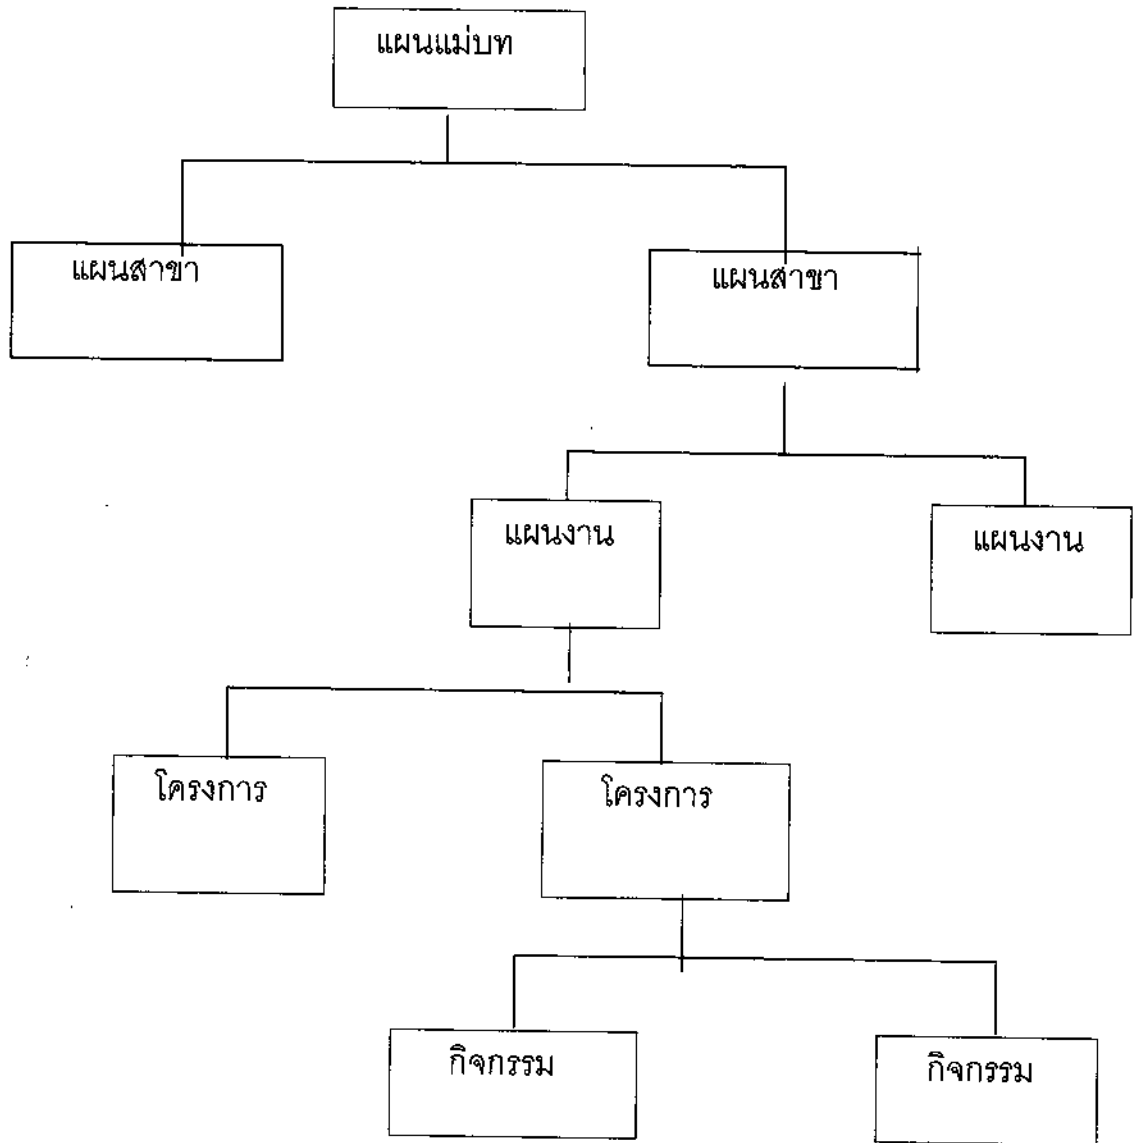 แผนแม่บท
แผนสาขา
แผนสาขา
แผนงาน
แผนงาน
โครงการ
โครงการ
กิจกรรม
กิจกรรม